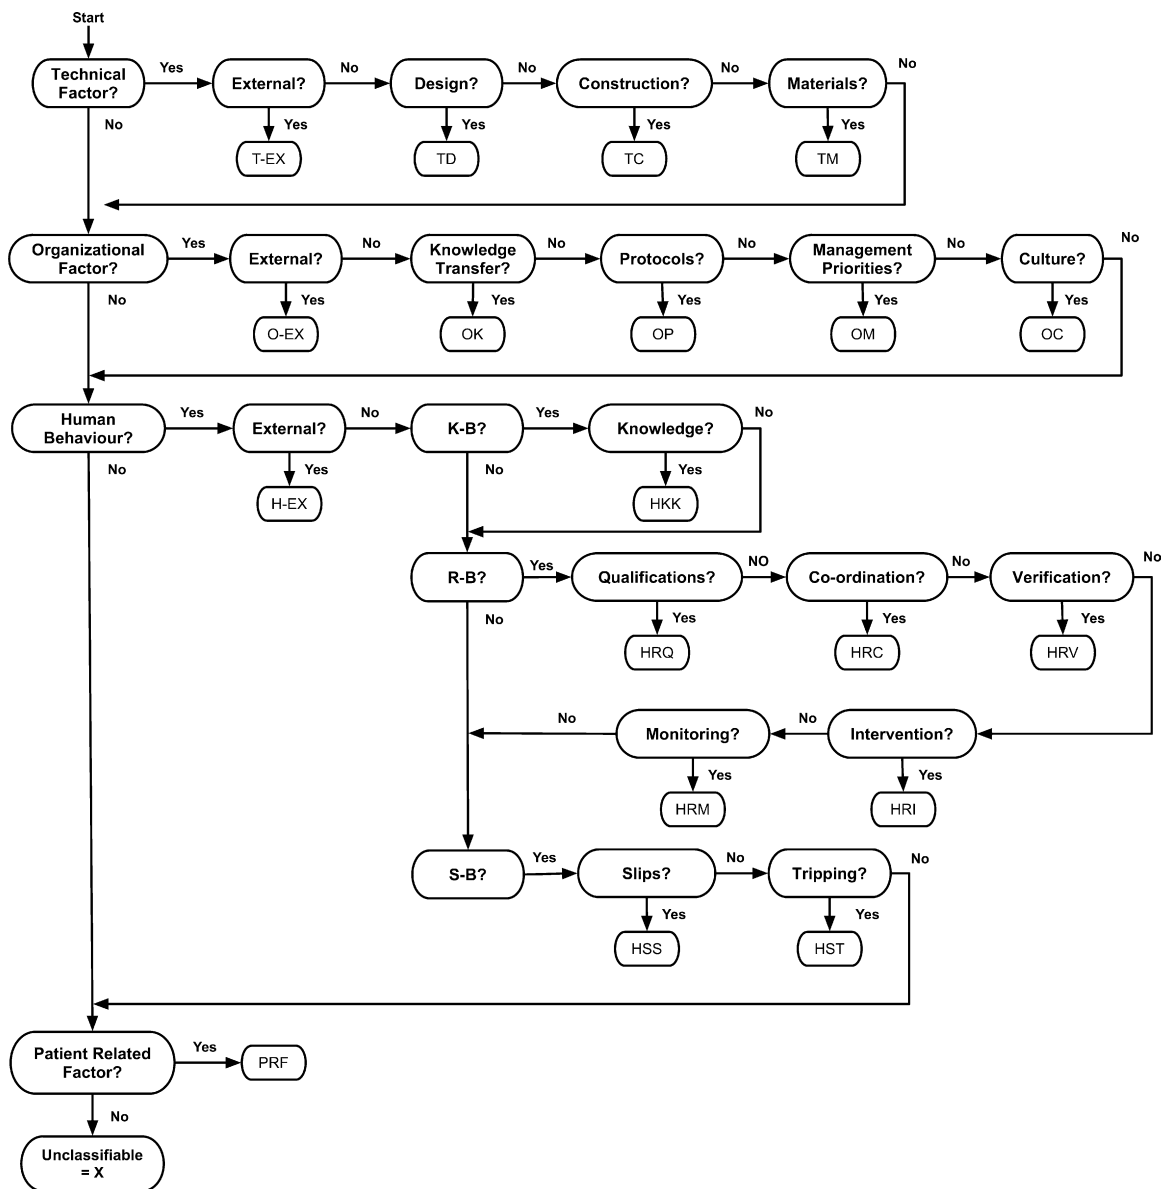 Start
Technical
Factor?
Yes
External?
No
Design?
No
Construction?
No
Materials?
No
No
Yes
Yes
Yes
Yes
T-EX
TD
TC
TM
Organizational
Factor?
Yes
External?
No
Knowledge
Transfer?
No
Protocols?
No
Management
Priorities?
No
Culture?
No
No
Yes
Yes
Yes
Yes
Yes
O-EX
OK
OP
OM
OC
Human
Behaviour?
Yes
External?
No
K-B?
Yes
Knowledge?
No
No
Yes
No
Yes
H-EX
HKK
R-B?
Yes
Qualifications?
NO
Co-ordination?
No
Verification?
No
No
Yes
Yes
Yes
HRQ
HRC
HRV
No
Monitoring?
No
Intervention?
Yes
Yes
HRM
HRI
S-B?
Yes
Slips?
No
Tripping?
No
Yes
Yes
HSS
HST
Patient Related
Factor?
Yes
PRF
No
Unclassifiable
= X